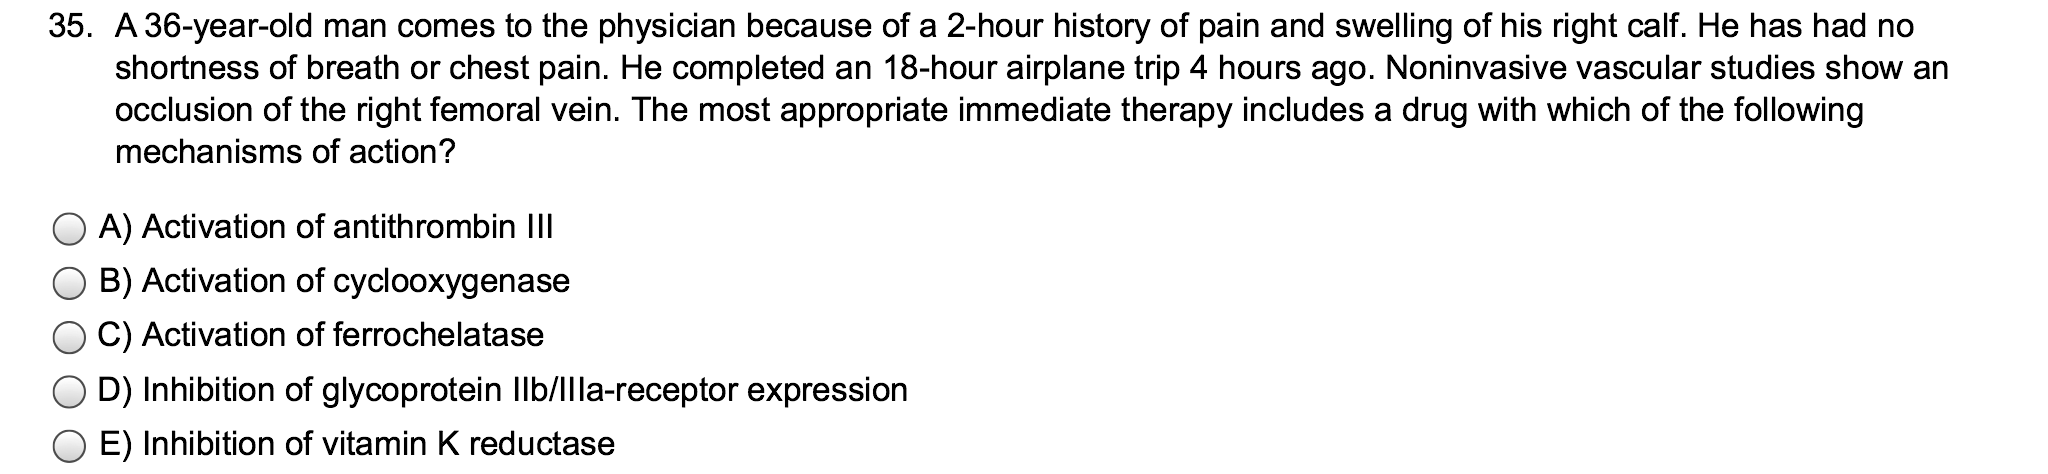 35. A 36-year-old man comes to the physician because of a 2-hour history of pain and swelling of his right calf. He has had no
shortness of breath or chest pain. He completed an 18-hour airplane trip 4 hours ago. Noninvasive vascular studies show an
occlusion of the right femoral vein. The most appropriate immediate therapy includes a drug with which of the following
mechanisms of action?
A) Activation of antithrombin III
B) Activation of cyclooxygenase
C) Activation of ferrochelatase
D) Inhibition of glycoprotein IIb/IIIa-receptor expression
E) Inhibition of vitamin K reductase